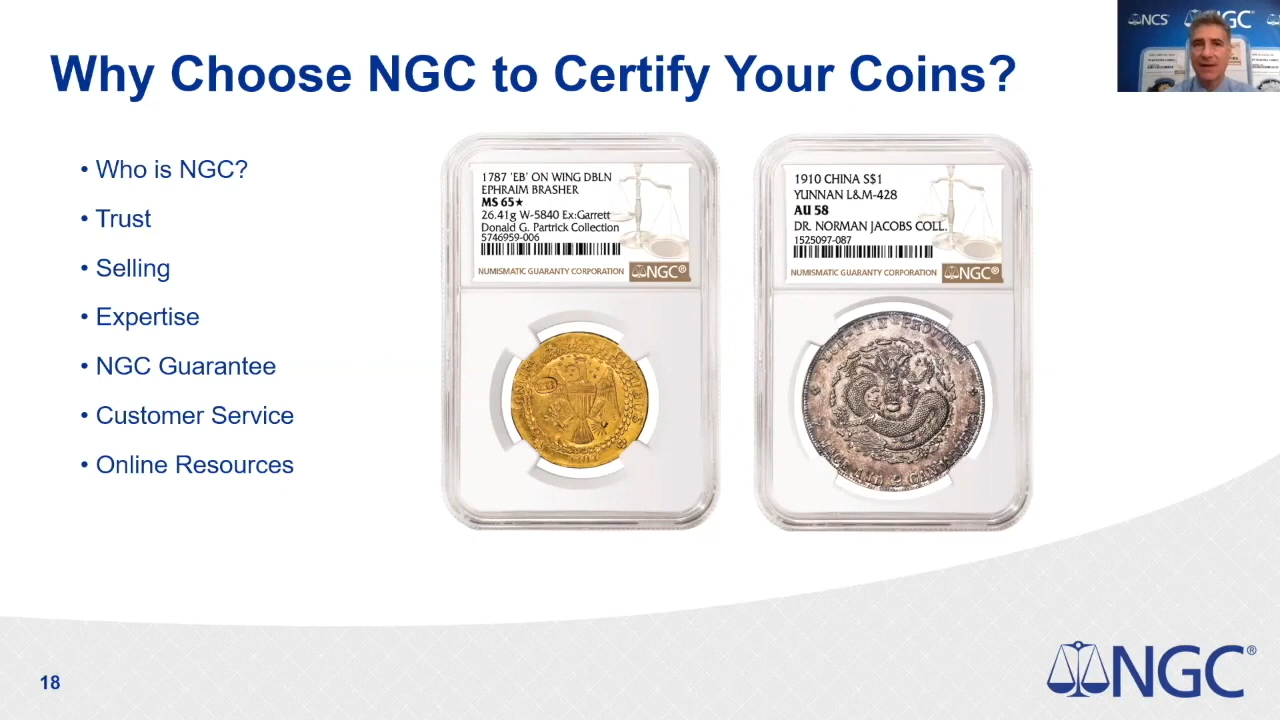 Why Choose NGC to Certify Your Coins?
NCS
NGC
• Who is NGC?
• Trust
• Selling
• Expertise
• NGC Guarantee
• Customer Service
• Online Resources
1787 'EB' ON WING DBLN
EPHRAIM BRASHER
MS 65★
26.41g W-5840 Ex:Garrett
Donald G. Partrick Collection
5746959-006
NUMISMATIC GUARANTY CORPORATION
NGC®
1910 CHINA S$1
YUNNAN L&M-428
AU 58
DR. NORMAN JACOBS COLL.
1525097-087
NUMISMATIC GUARANTY CORPORATION
NGC®
18
NGC®